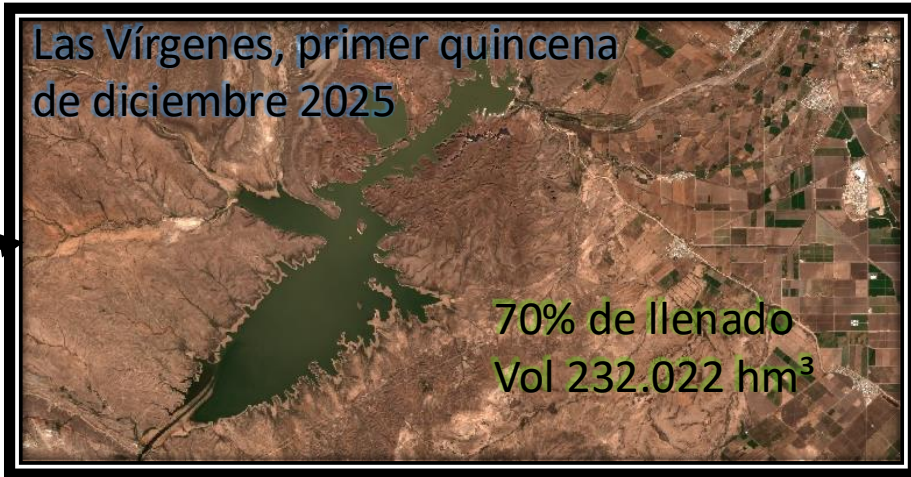 Las Vírgenes, primer quincena
de diciembre 2025
70% de llenado
Vol 232.022 hm³